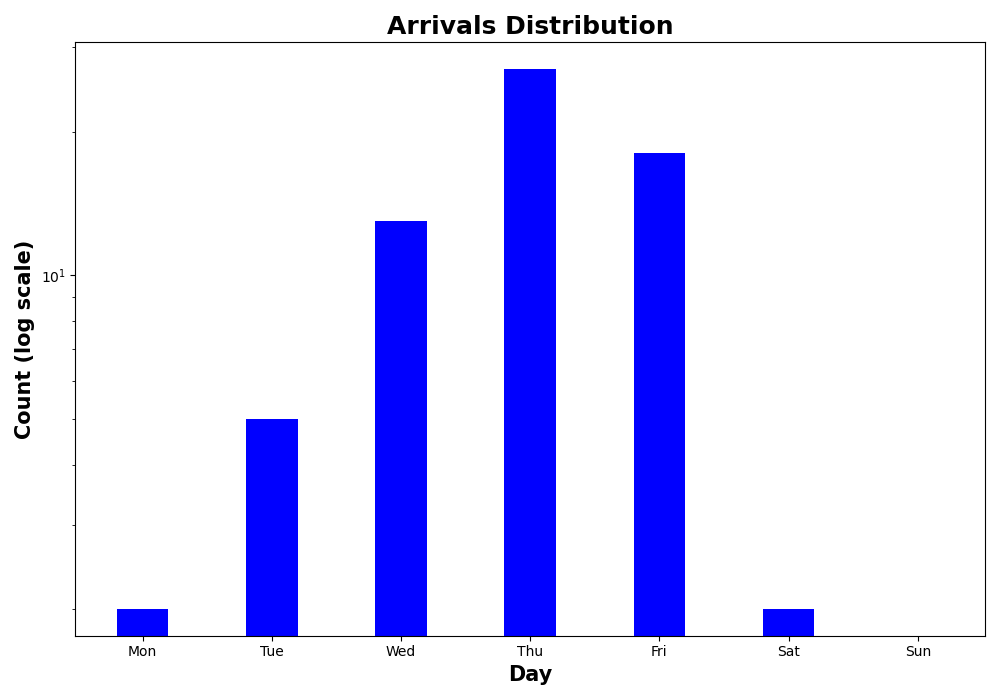 Arrivals Distribution
Count (log scale)
10¹
Mon Tue Wed Thu Fri Sat Sun
Day